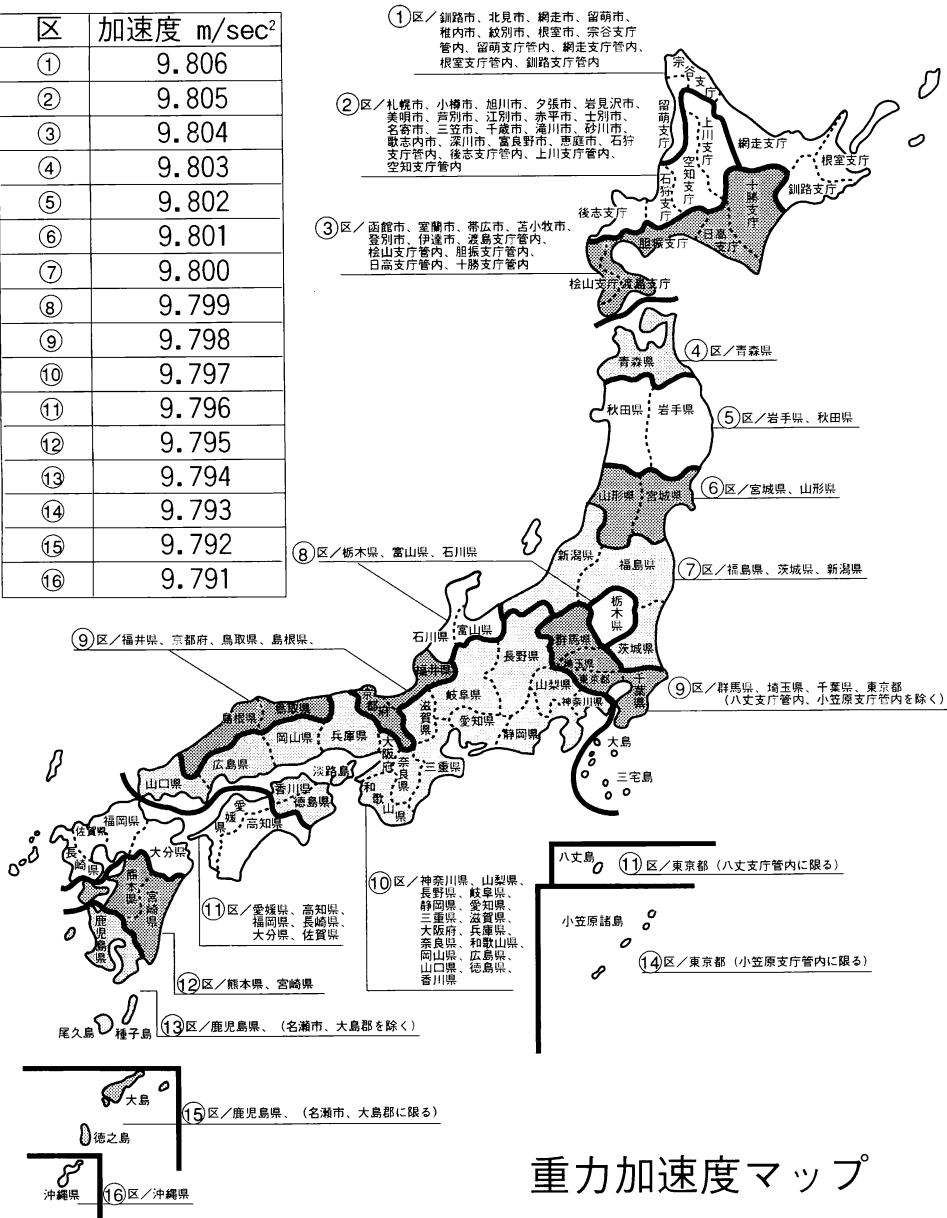 区 加速度 m/sec²
① 9.806
② 9.805
③ 9.804
④ 9.803
⑤ 9.802
⑥ 9.801
⑦ 9.800
⑧ 9.799
⑨ 9.798
⑩ 9.797
⑪ 9.796
⑫ 9.795
⑬ 9.794
⑭ 9.793
⑮ 9.792
⑯ 9.791
①区/釧路市、北見市、網走市、留萌市、
稚内市、紋別市、根室市、宗谷支庁
管内、留萌支庁管内、網走支庁管内、
根室支庁管内、釧路支庁管内
②区/札幌市、小樽市、旭川市、夕張市、岩見沢市、
美唄市、芦別市、江別市、赤平市、士別市、
名寄市、三笠市、千歳市、滝川市、砂川市、
歌志内市、深川市、富良野市、恵庭市、石狩
支庁管内、後志支庁管内、上川支庁管内、
空知支庁管内
③区/函館市、室蘭市、帯広市、苫小牧市、
登別市、伊達市、渡島支庁管内、
桧山支庁管内、胆振支庁管内、
日高支庁管内、十勝支庁管内
宗谷支庁
留萌支庁
上川支庁
網走支庁
根室支庁
釧路支庁
空知支庁
石狩支庁
十勝支庁
後志支庁
胆振支庁
日高支庁
桧山支庁
渡島支庁
青森県
④区/青森県
秋田県
岩手県
⑤区/岩手県、秋田県
山形県
宮城県
⑥区/宮城県、山形県
新潟県
福島県
⑦区/福島県、茨城県、新潟県
⑧区/栃木県、富山県、石川県
栃木県
茨城県
群馬県
埼玉県
東京都
千葉県
神奈川県
山梨県
長野県
富山県
石川県
福井県
岐阜県
愛知県
静岡県
滋賀県
⑨区/福井県、京都府、鳥取県、島根県、
⑨区/群馬県、埼玉県、千葉県、東京都
(八丈支庁管内、小笠原支庁管内を除く)
京都府
兵庫県
大阪府
奈良県
三重県
和歌山県
淡路島
鳥取県
島根県
岡山県
広島県
山口県
香川県
徳島県
愛媛県
高知県
大島
三宅島
福岡県
佐賀県
長崎県
大分県
熊本県
宮崎県
鹿児島県
⑩区/神奈川県、山梨県、
長野県、岐阜県、
静岡県、愛知県、
三重県、滋賀県、
大阪府、兵庫県、
奈良県、和歌山県、
岡山県、広島県、
山口県、徳島県、
香川県
⑪区/愛媛県、高知県、
福岡県、長崎県、
大分県、佐賀県
八丈島
⑪区/東京都(八丈支庁管内に限る)
小笠原諸島
⑭区/東京都(小笠原支庁管内に限る)
⑫区/熊本県、宮崎県
⑬区/鹿児島県、(名瀬市、大島郡を除く)
尾久島
種子島
大島
徳之島
⑮区/鹿児島県、(名瀬市、大島郡に限る)
沖縄県
⑯区/沖縄県
重力加速度マップ